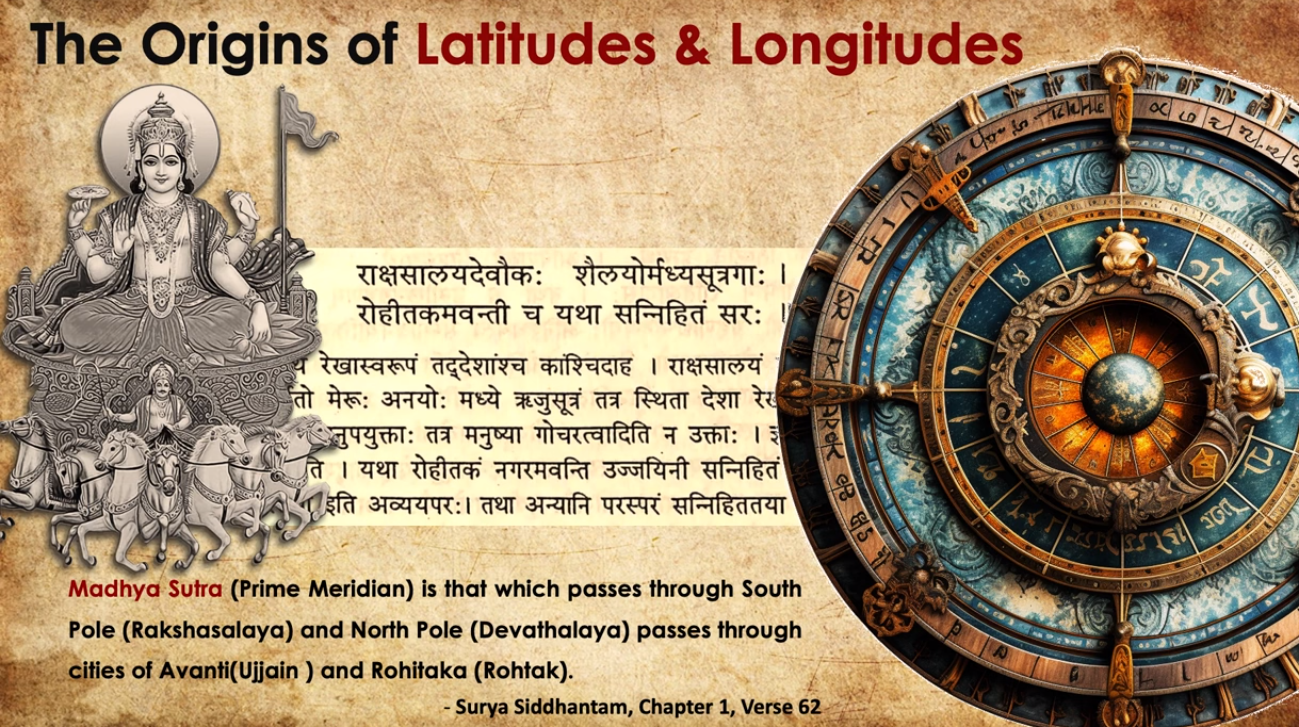 The Origins of Latitudes & Longitudes
राक्षसालयदेवौकः शैलयोर्मध्यसूत्रगाः ।
रोहीतकमवन्ती च यथा सन्निहितं सरः ।
रेखास्वरूपं तद्देशांश्च कांश्चिदाह । राक्षसालयं
मेरूः अनयोः मध्ये ऋजुसूत्रं तत्र स्थिता देशा
तत्र मनुष्या गोचरत्वादिति न उक्ताः ।
। यथा रोहीतकं नगरमवन्ति उज्जयिनी सन्निहितं
इति अव्ययपरः। तथा अन्यानि परस्परं सन्निहिततया
Madhya Sutra (Prime Meridian) is that which passes through South
Pole (Rakshasalaya) and North Pole (Devathalaya) passes through
cities of Avanti(Ujjain ) and Rohitaka (Rohtak).
- Surya Siddhantam, Chapter 1, Verse 62